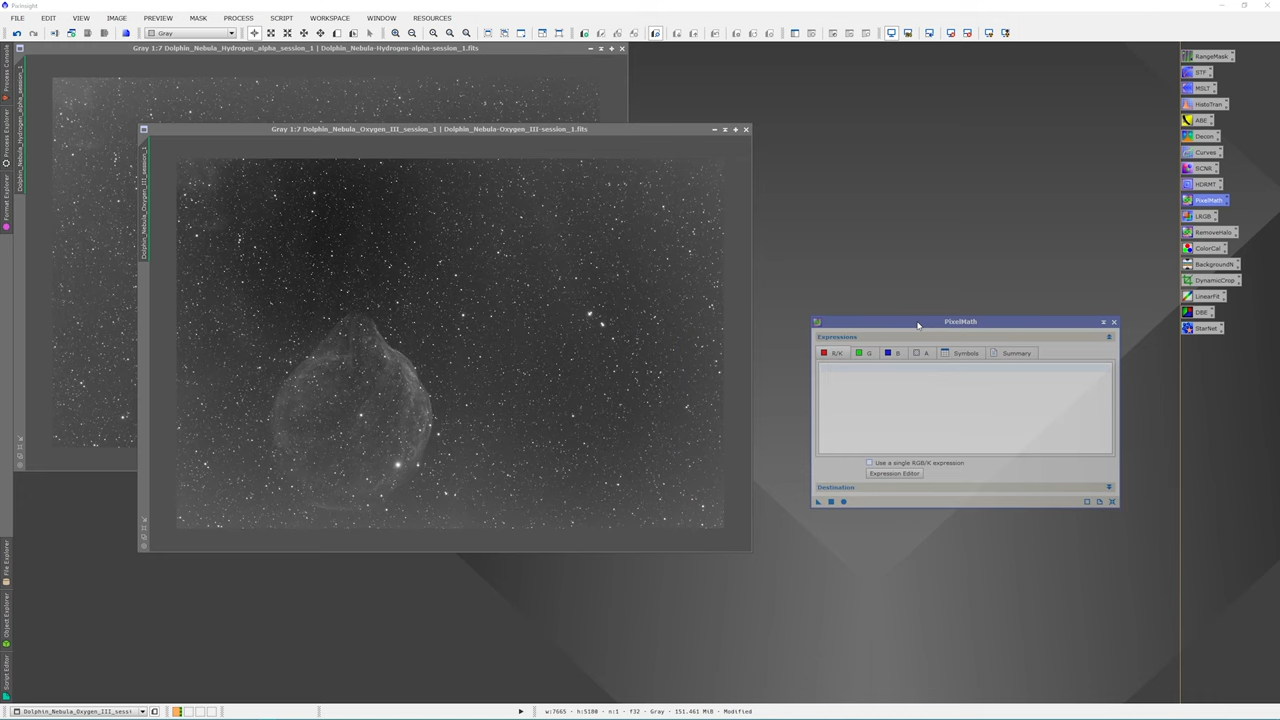 PixInsight
FILE EDIT VIEW IMAGE PREVIEW MASK PROCESS SCRIPT WORKSPACE WINDOW RESOURCES
Gray
Gray 1:7 Dolphin_Nebula_Hydrogen_alpha_session_1 | Dolphin_Nebula-Hydrogen-alpha-session_1.fits
Dolphin_Nebula_Hydrogen_alpha_session_1
Gray 1:7 Dolphin_Nebula_Oxygen_III_session_1 | Dolphin_Nebula-Oxygen_III-session_1.fits
Dolphin_Nebula_Oxygen_III_session_1
Process Console
Process Explorer
Format Explorer
File Explorer
Object Explorer
Script Editor
RangeMask
STF
MSLT
HistoTran
ABE
Decon
Curves
SCNR
HDRMT
PixelMath
LRGB
RemoveHalo
ColorCal
BackgroundN
DynamicCrop
LinearFit
DBE
StarNet
PixelMath
Expressions
R/K G B A Symbols Summary
Use a single RGB/K expression
Expression Editor
Destination
Dolphin_Nebula_Oxygen_III_sessi
w:7665 · h:5180 · n:1 · f32 · Gray · 151.461 MiB · Modified